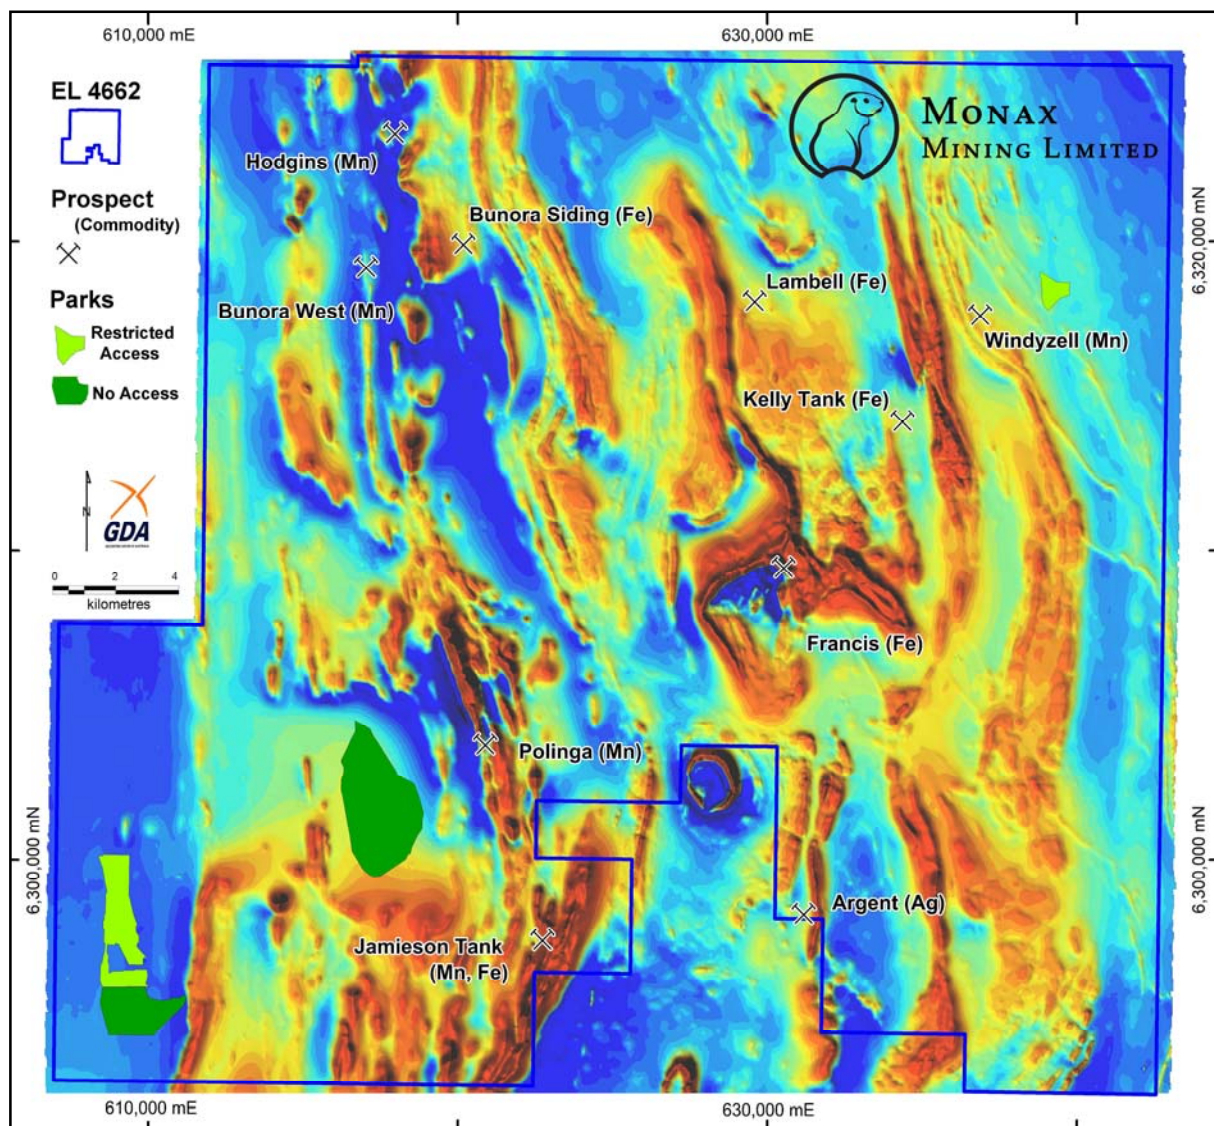 610,000 mE
630,000 mE
EL 4662
Prospect
(Commodity)
Parks
Restricted
Access
No Access
N
GDA
0 2 4
kilometres
MONAX
MINING LIMITED
Hodgins (Mn)
Bunora Siding (Fe)
Bunora West (Mn)
Lambell (Fe)
Windyzell (Mn)
Kelly Tank (Fe)
Francis (Fe)
Polinga (Mn)
Argent (Ag)
Jamieson Tank
(Mn, Fe)
6,320,000 mN
6,300,000 mN
6,300,000 mN
610,000 mE
630,000 mE